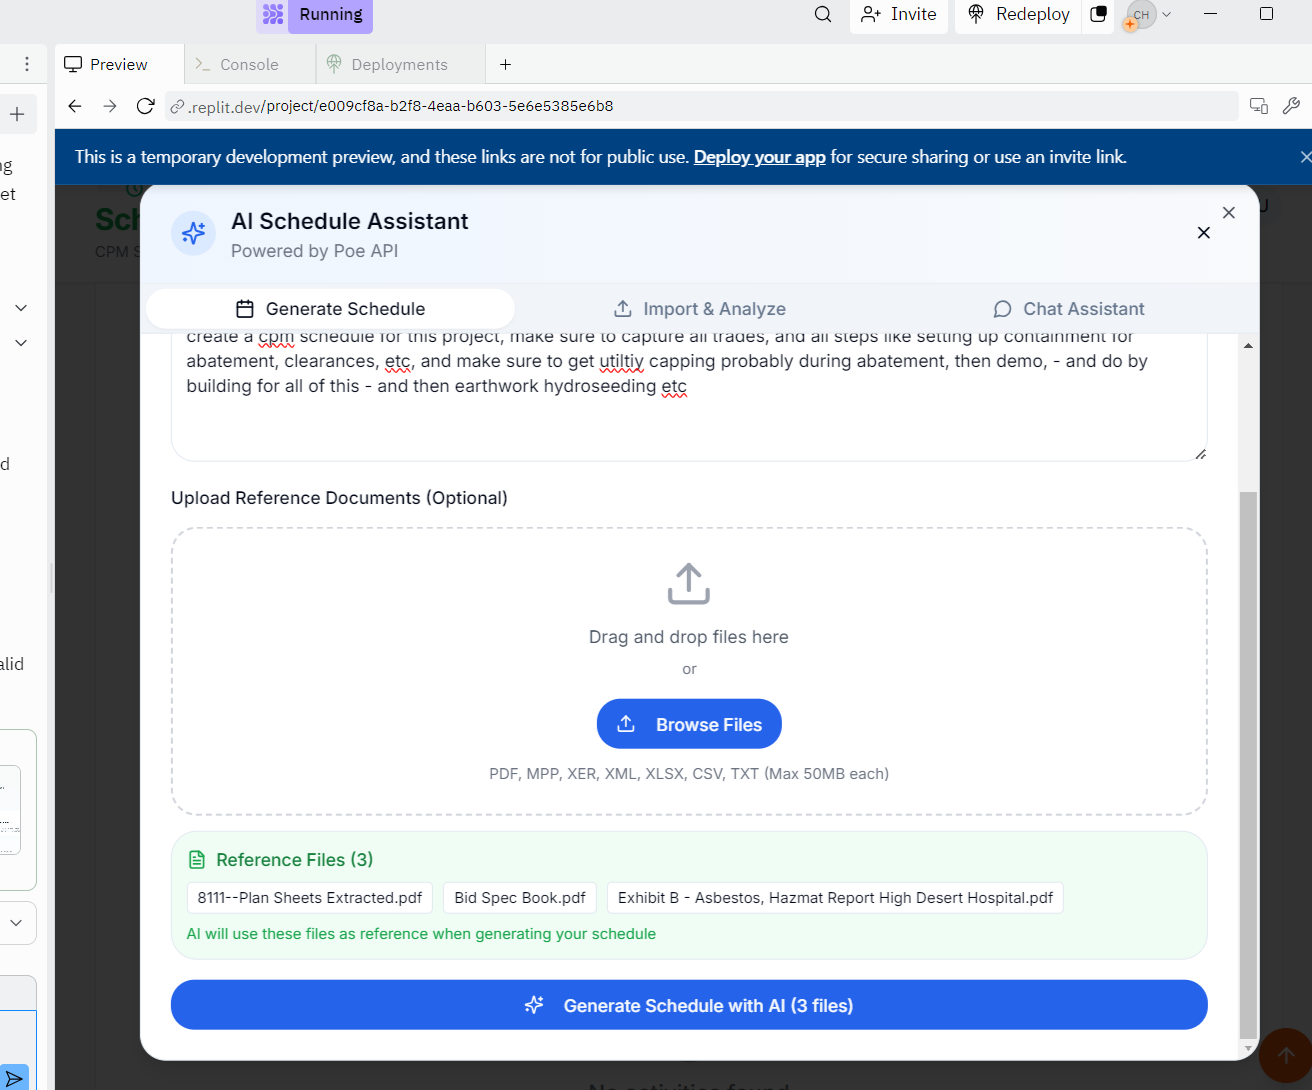 Running
Invite
Redeploy
CH
Preview
Console
Deployments
.replit.dev/project/e009cf8a-b2f8-4eaa-b603-5e6e5385e6b8
This is a temporary development preview, and these links are not for public use. Deploy your app for secure sharing or use an invite link.
ng
et
d
alid
Sch
CPM S
U
AI Schedule Assistant
Powered by Poe API
Generate Schedule
Import & Analyze
Chat Assistant
create a cpm schedule for this project, make sure to capture all trades, and all steps like setting up containment for
abatement, clearances, etc, and make sure to get utiltiy capping probably during abatement, then demo, - and do by
building for all of this - and then earthwork hydroseeding etc
Upload Reference Documents (Optional)
Drag and drop files here
or
Browse Files
PDF, MPP, XER, XML, XLSX, CSV, TXT (Max 50MB each)
Reference Files (3)
8111--Plan Sheets Extracted.pdf
Bid Spec Book.pdf
Exhibit B - Asbestos, Hazmat Report High Desert Hospital.pdf
AI will use these files as reference when generating your schedule
Generate Schedule with AI (3 files)
No activities found